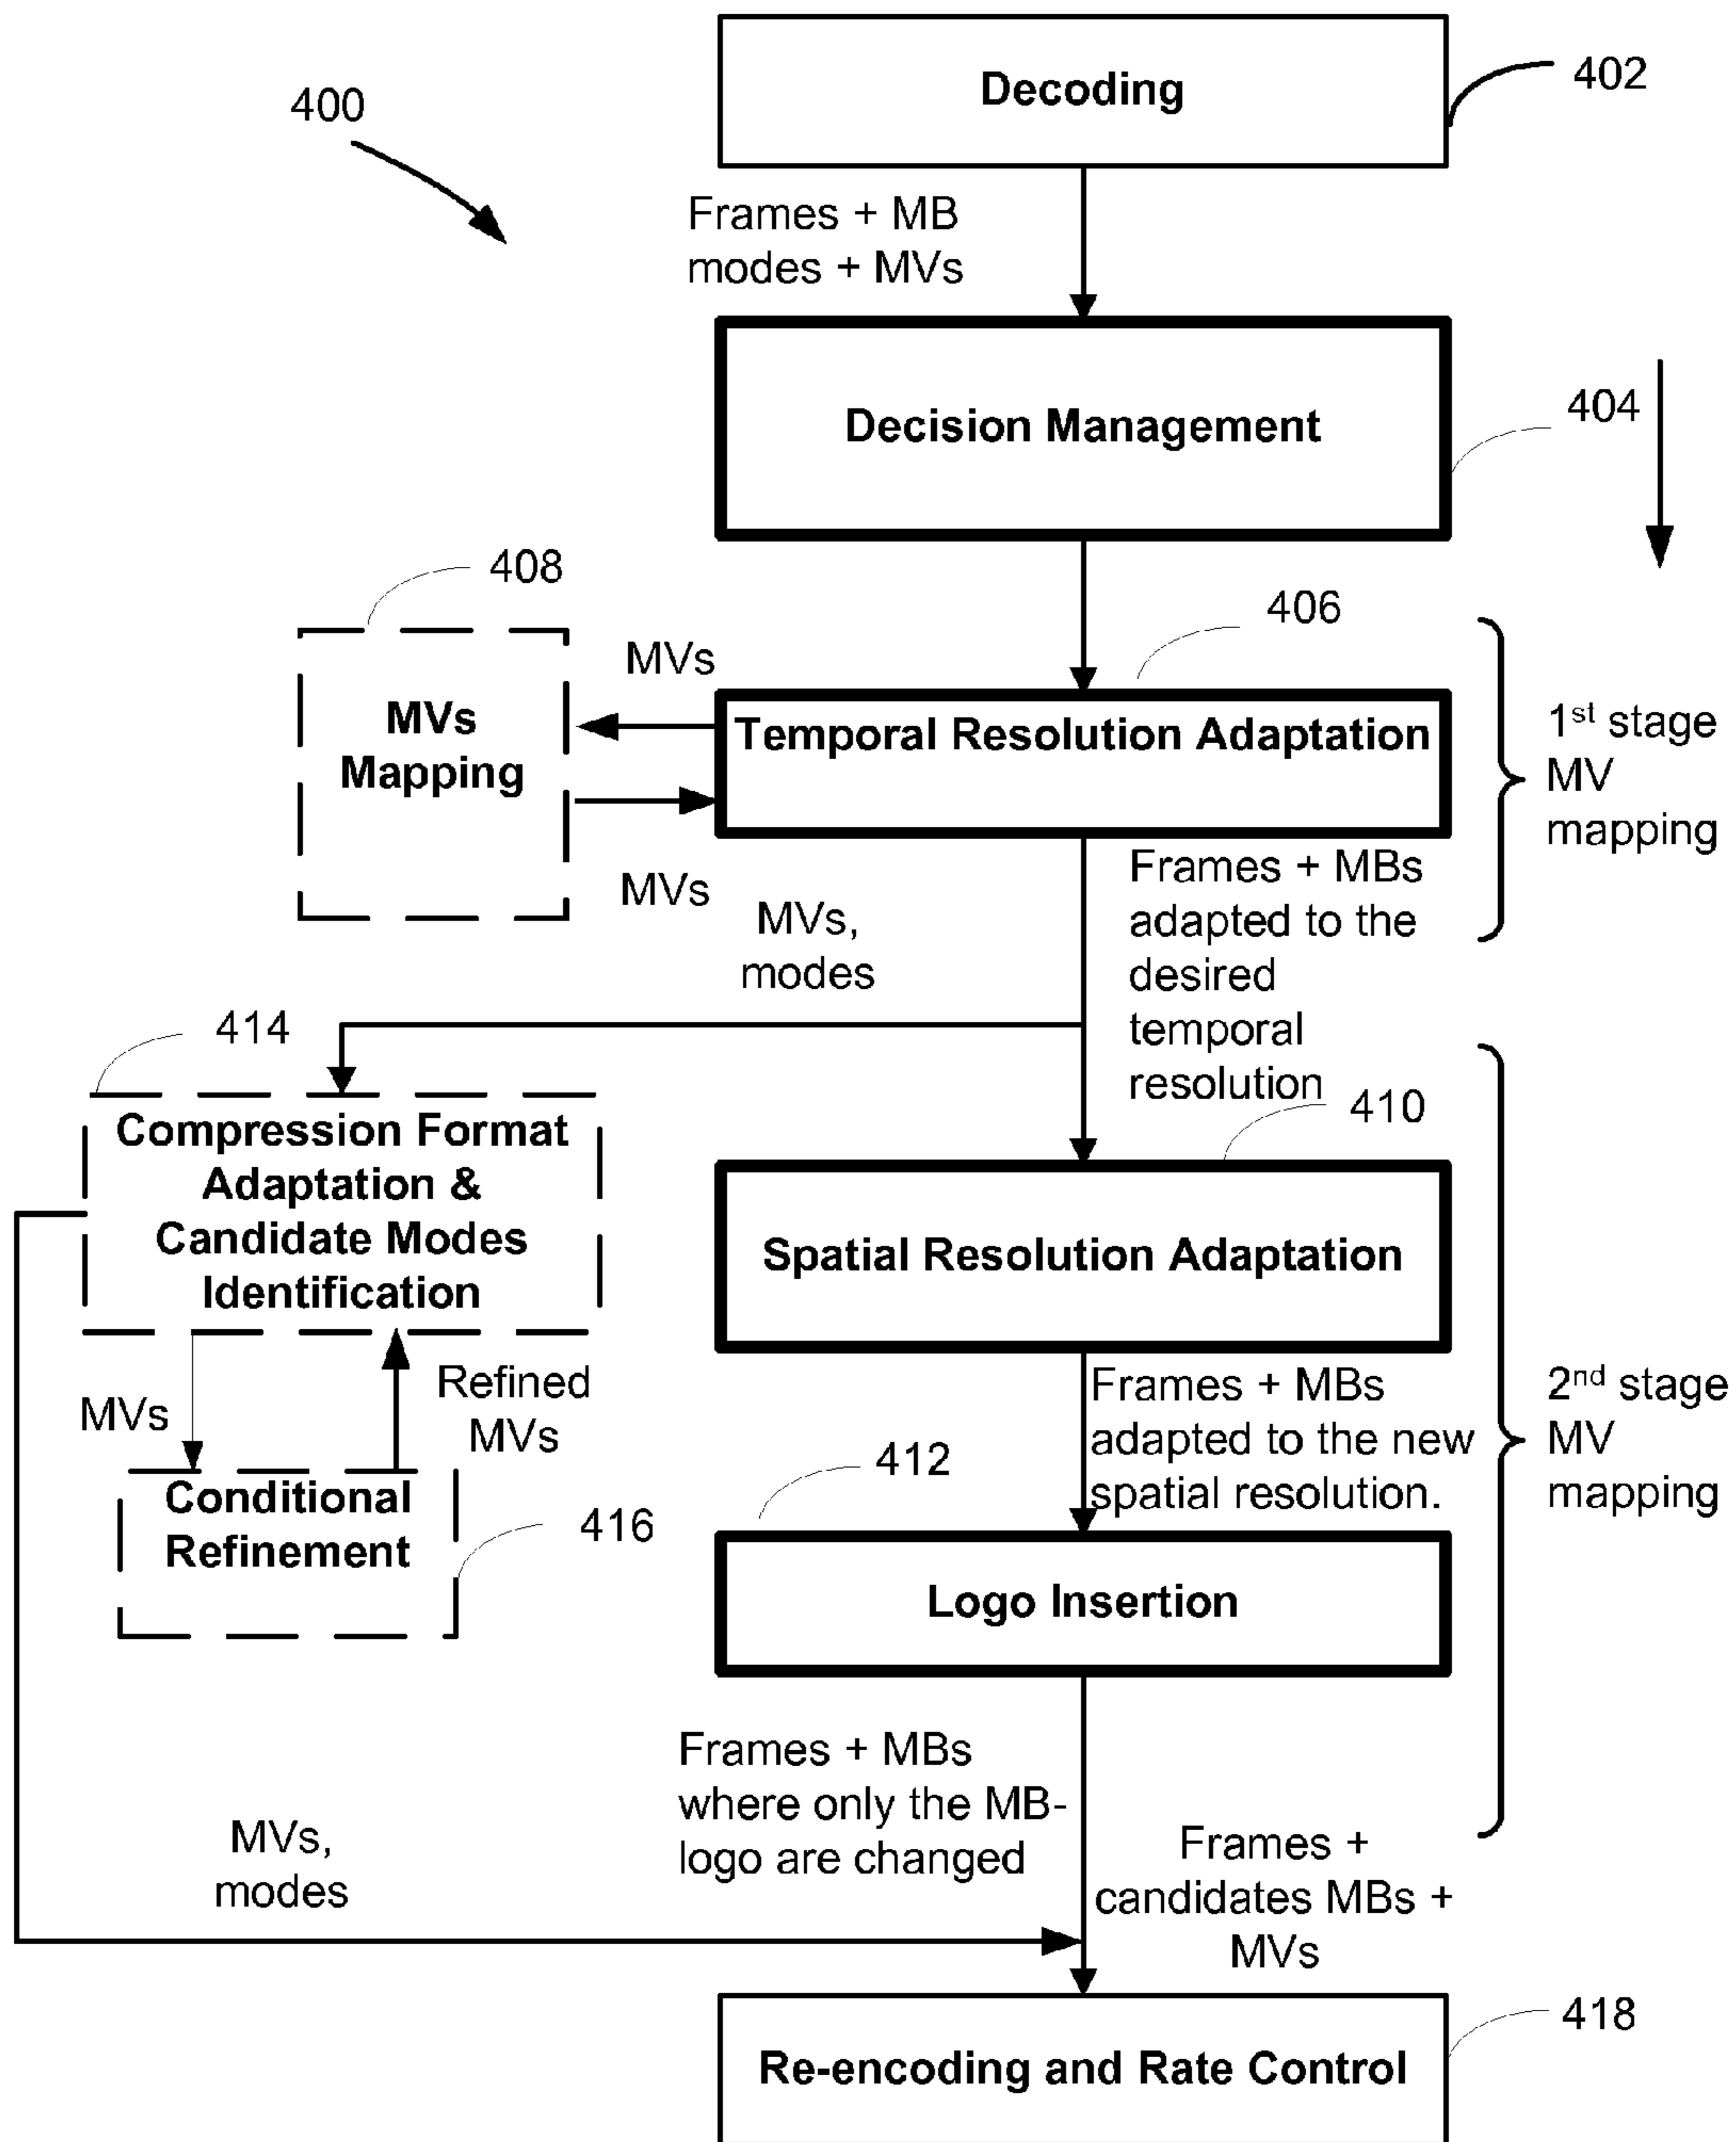 Decoding
402
400
Frames + MB
modes + MVs
Decision Management
404
408
406
MVs
MVs
Mapping
Temporal Resolution Adaptation
1st stage
MV
mapping
MVs
MVs,
modes
Frames + MBs
adapted to the
desired
temporal
resolution
414
410
Compression Format
Adaptation &
Candidate Modes
Identification
Spatial Resolution Adaptation
MVs
Refined
MVs
Frames + MBs
adapted to the new
spatial resolution.
2nd stage
MV
mapping
412
Conditional
Refinement
416
Logo Insertion
Frames + MBs
where only the MB-
logo are changed
MVs,
modes
Frames +
candidates MBs +
MVs
418
Re-encoding and Rate Control